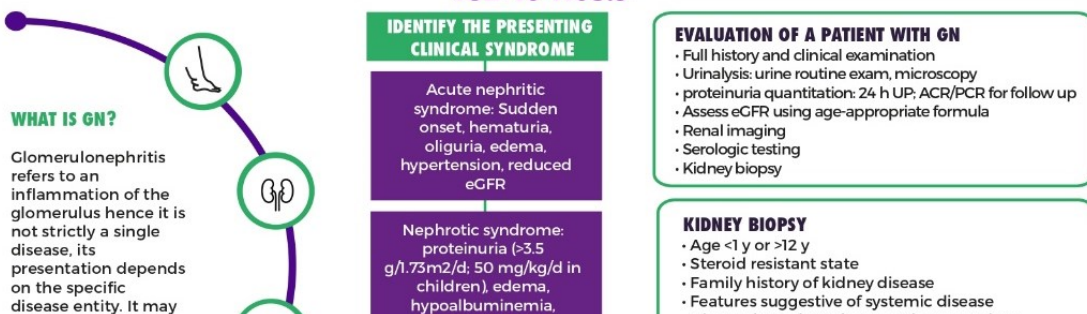 WHAT IS GN?
Glomerulonephritis
refers to an
inflammation of the
glomerulus hence it is
not strictly a single
disease, its
presentation depends
on the specific
disease entity. It may
IDENTIFY THE PRESENTING
CLINICAL SYNDROME
Acute nephritic
syndrome: Sudden
onset, hematuria,
oliguria, edema,
hypertension, reduced
eGFR
Nephrotic syndrome:
proteinuria (>3.5
g/1.73m2/d; 50 mg/kg/d in
children), edema,
hypoalbuminemia,
EVALUATION OF A PATIENT WITH GN
• Full history and clinical examination
• Urinalysis: urine routine exam, microscopy
• proteinuria quantitation: 24 h UP; ACR/PCR for follow up
• Assess eGFR using age-appropriate formula
• Renal imaging
• Serologic testing
• Kidney biopsy
KIDNEY BIOPSY
• Age <1 y or >12 y
• Steroid resistant state
• Family history of kidney disease
• Features suggestive of systemic disease